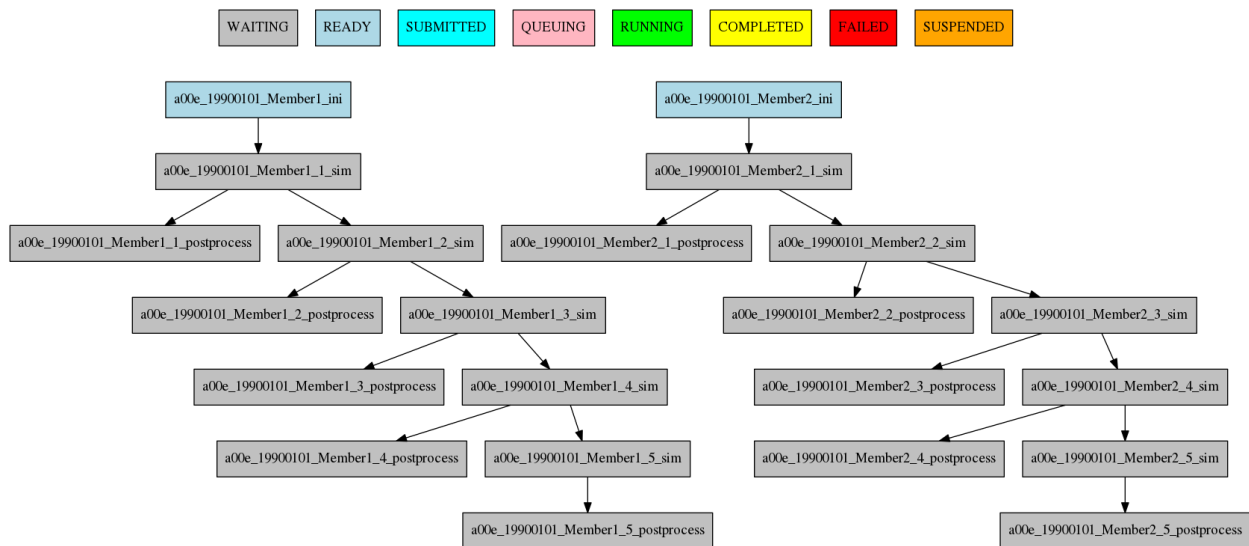 WAITING READY SUBMITTED QUEUING RUNNING COMPLETED FAILED SUSPENDED
a00e_19900101_Member1_ini a00e_19900101_Member2_ini
a00e_19900101_Member1_1_sim a00e_19900101_Member2_1_sim
a00e_19900101_Member1_1_postprocess a00e_19900101_Member1_2_sim a00e_19900101_Member2_1_postprocess a00e_19900101_Member2_2_sim
a00e_19900101_Member1_2_postprocess a00e_19900101_Member1_3_sim a00e_19900101_Member2_2_postprocess a00e_19900101_Member2_3_sim
a00e_19900101_Member1_3_postprocess a00e_19900101_Member1_4_sim a00e_19900101_Member2_3_postprocess a00e_19900101_Member2_4_sim
a00e_19900101_Member1_4_postprocess a00e_19900101_Member1_5_sim a00e_19900101_Member2_4_postprocess a00e_19900101_Member2_5_sim
a00e_19900101_Member1_5_postprocess a00e_19900101_Member2_5_postprocess